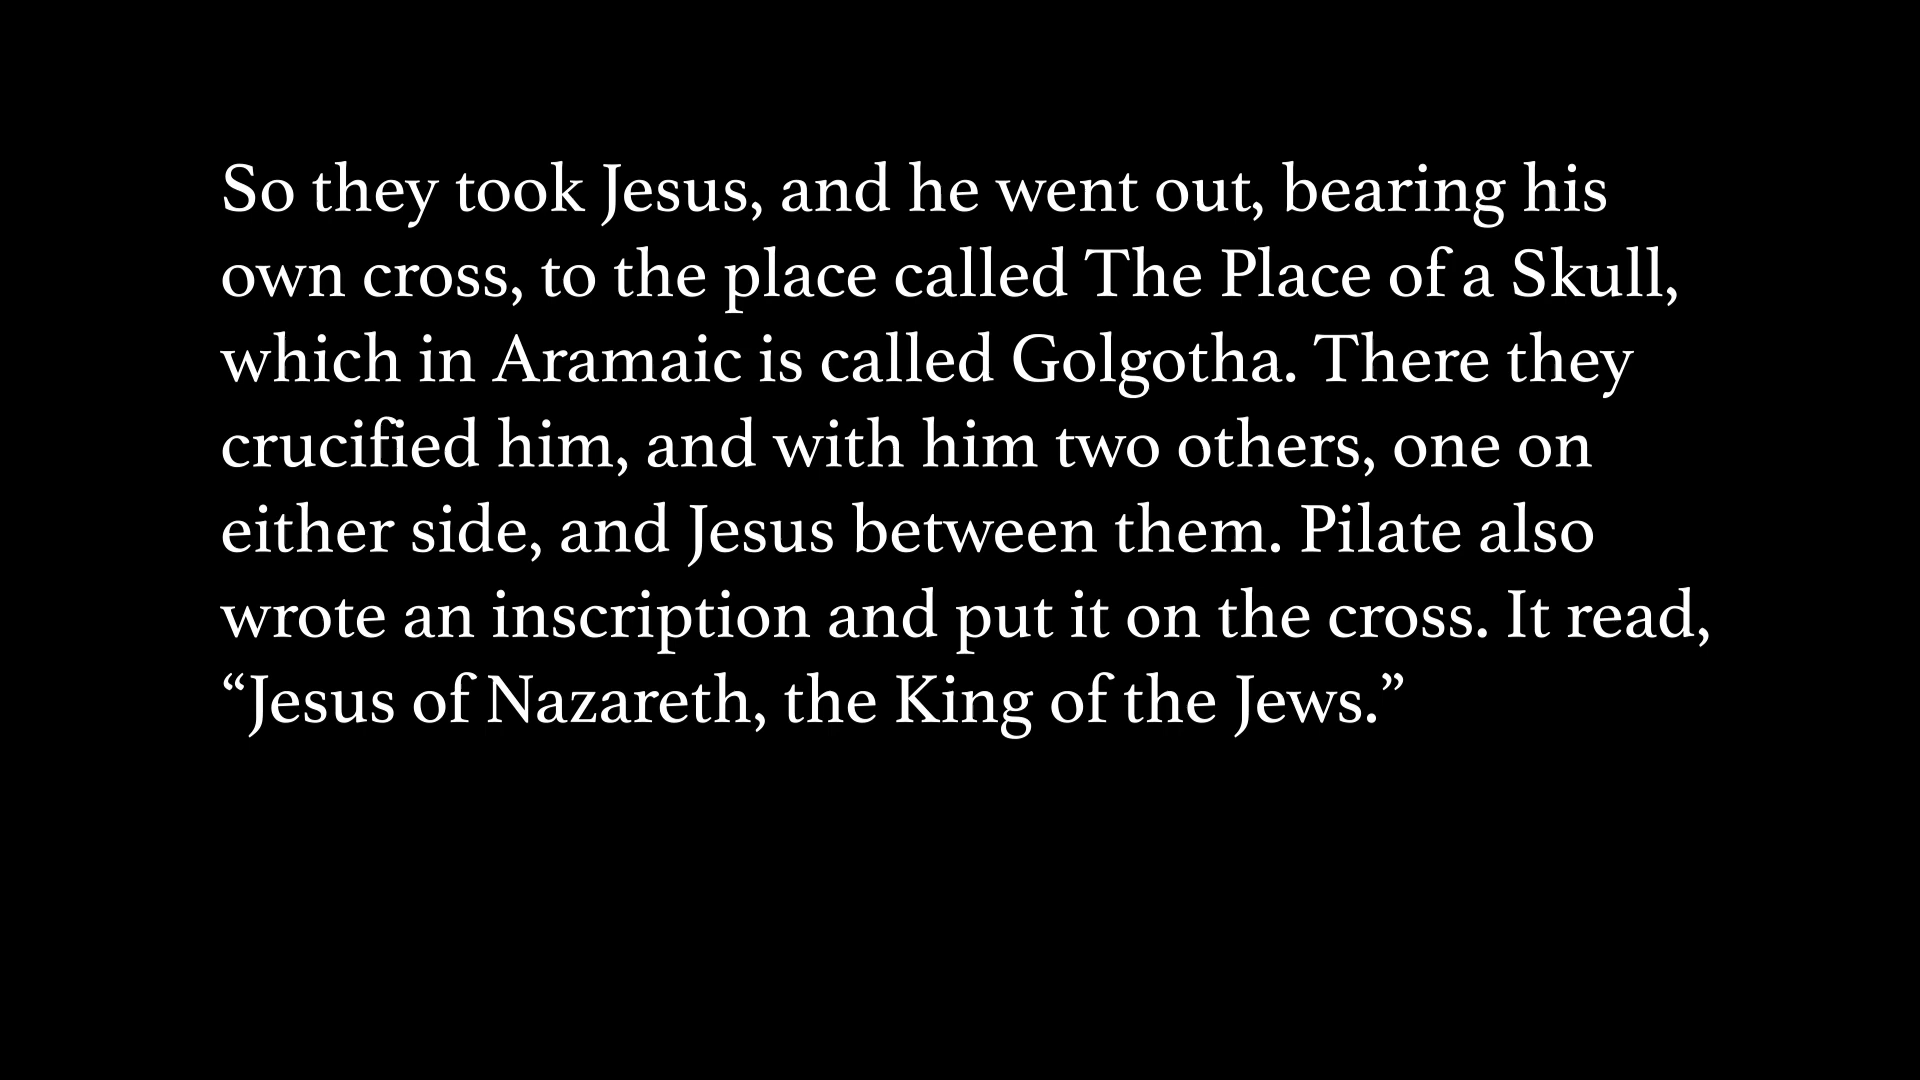 So they took Jesus, and he went out, bearing his
own cross, to the place called The Place of a Skull,
which in Aramaic is called Golgotha. There they
crucified him, and with him two others, one on
either side, and Jesus between them. Pilate also
wrote an inscription and put it on the cross. It read,
“Jesus of Nazareth, the King of the Jews.”